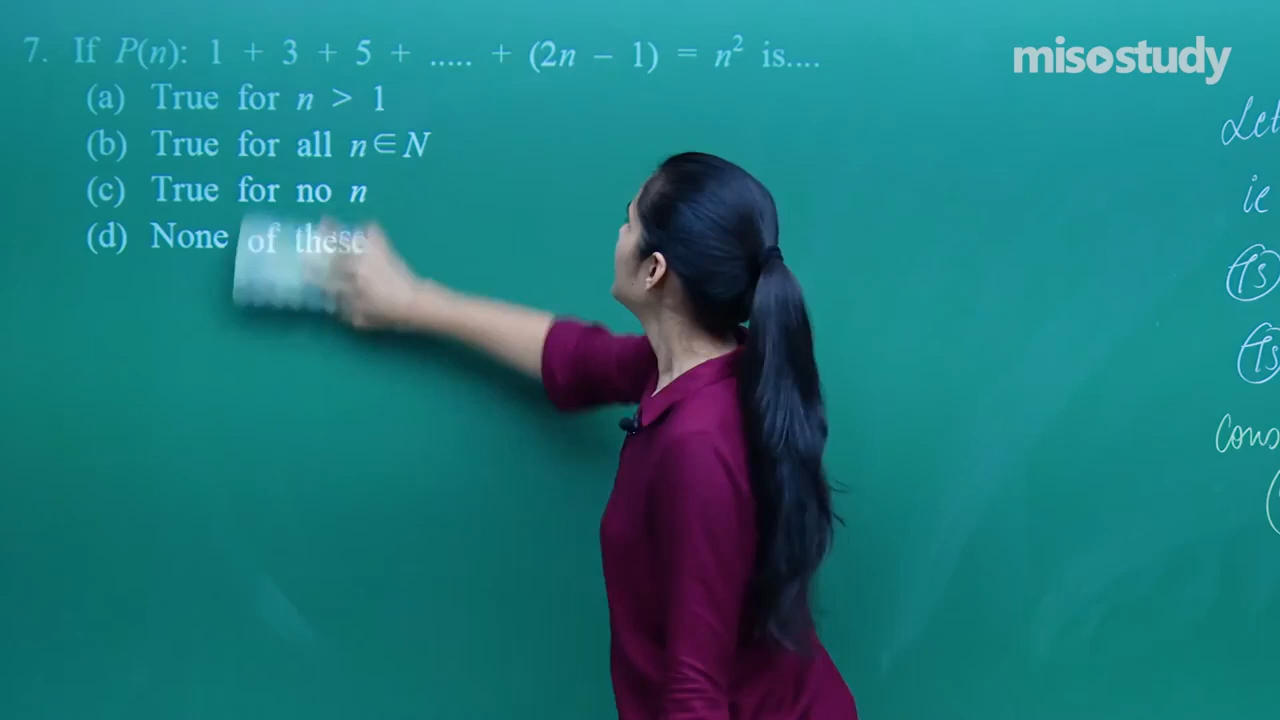 7. If P(n): 1 + 3 + 5 + ..... + (2n – 1) = n² is....
(a) True for n > 1
(b) True for all n∈N
(c) True for no n
(d) None of these
misostudy
Let
ie